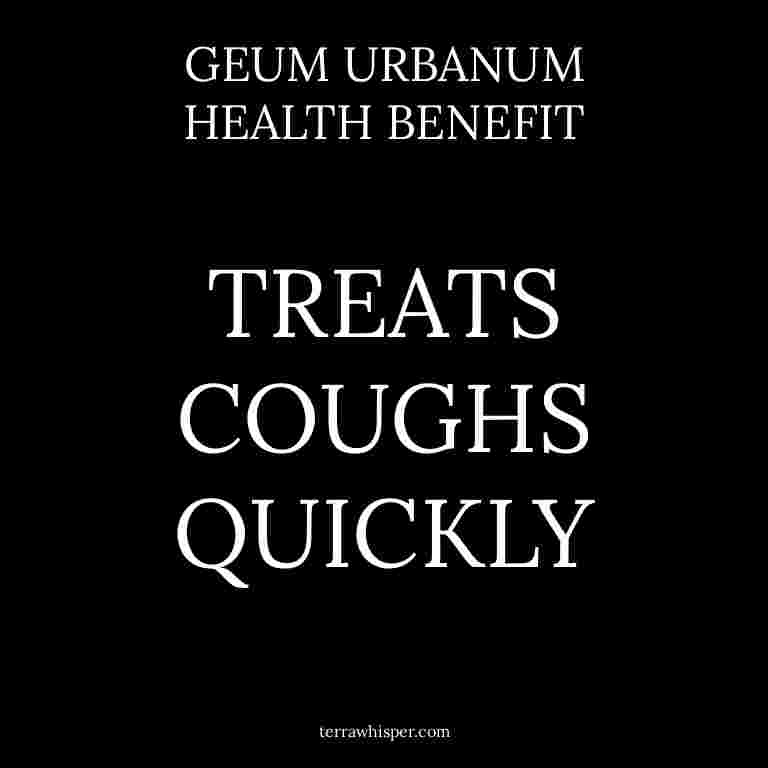 GEUM URBANUM
HEALTH BENEFIT
TREATS
COUGHS
QUICKLY
terrawhisper.com